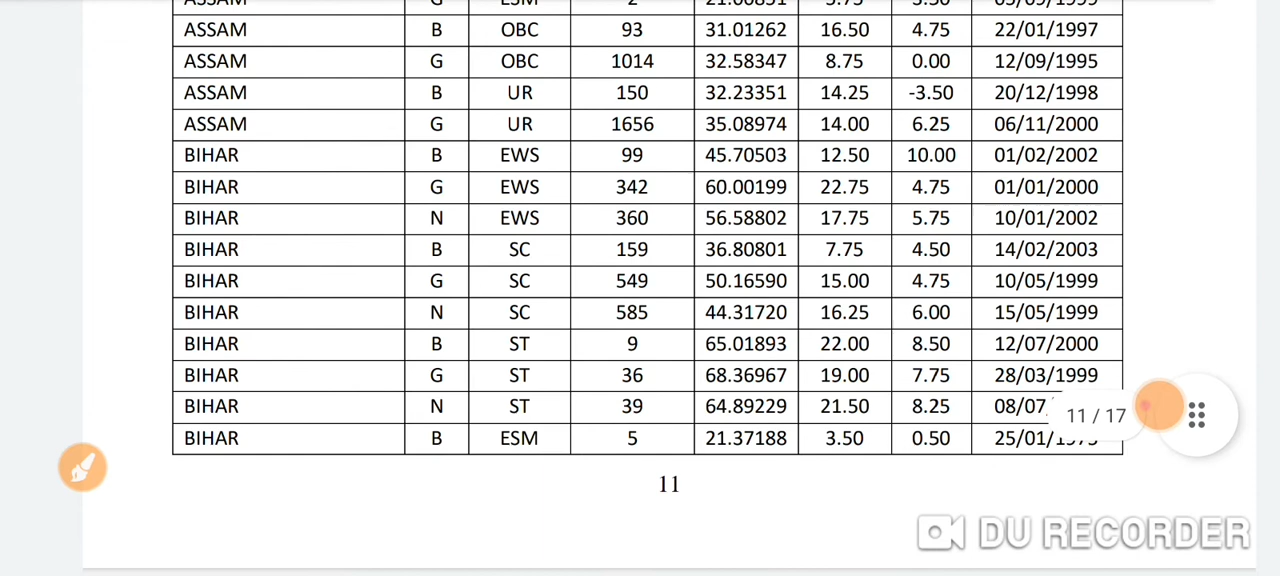 ASSAM B OBC 93 31.01262 16.50 4.75 22/01/1997
ASSAM G OBC 1014 32.58347 8.75 0.00 12/09/1995
ASSAM B UR 150 32.23351 14.25 -3.50 20/12/1998
ASSAM G UR 1656 35.08974 14.00 6.25 06/11/2000
BIHAR B EWS 99 45.70503 12.50 10.00 01/02/2002
BIHAR G EWS 342 60.00199 22.75 4.75 01/01/2000
BIHAR N EWS 360 56.58802 17.75 5.75 10/01/2002
BIHAR B SC 159 36.80801 7.75 4.50 14/02/2003
BIHAR G SC 549 50.16590 15.00 4.75 10/05/1999
BIHAR N SC 585 44.31720 16.25 6.00 15/05/1999
BIHAR B ST 9 65.01893 22.00 8.50 12/07/2000
BIHAR G ST 36 68.36967 19.00 7.75 28/03/1999
BIHAR N ST 39 64.89229 21.50 8.25 08/07
11 / 17
BIHAR B ESM 5 21.37188 3.50 0.50
11
DU RECORDER